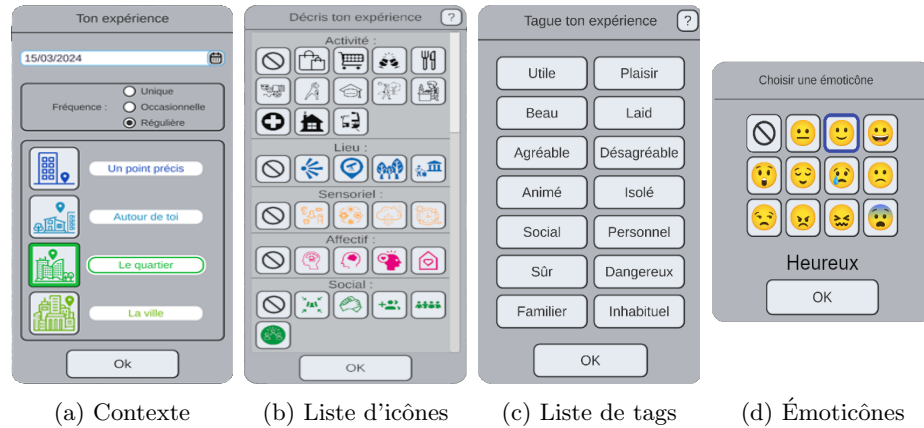 Ton expérience
15/03/2024
Fréquence :
Unique
Occasionnelle
Régulière
Un point précis
Autour de toi
Le quartier
La ville
Ok
Décris ton expérience
?
Activité :
Lieu :
Sensoriel :
Affectif :
Social :
OK
Tague ton expérience
?
Utile
Plaisir
Beau
Laid
Agréable
Désagréable
Animé
Isolé
Social
Personnel
Sûr
Dangereux
Familier
Inhabituel
OK
Choisir une émoticône
Heureux
OK
(a) Contexte
(b) Liste d'icônes
(c) Liste de tags
(d) Émoticônes